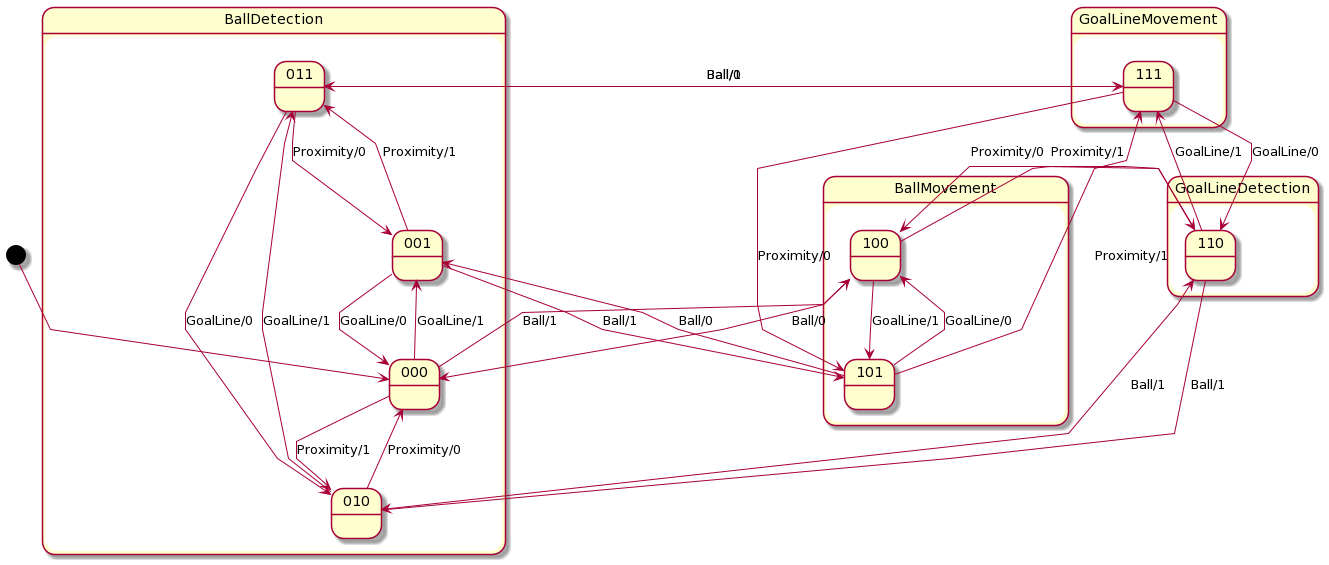 BallDetection
GoalLineMovement
011
111
Ball/0
Ball/1
Proximity/0
Proximity/1
Proximity/0
Proximity/1
GoalLine/1
GoalLine/0
BallMovement
GoalLineDetection
001
100
110
Proximity/0
Proximity/1
GoalLine/0
GoalLine/1
GoalLine/0
GoalLine/1
Ball/1
Ball/1
Ball/0
Ball/0
GoalLine/1
GoalLine/0
000
101
Ball/1
Ball/1
Proximity/1
Proximity/0
010